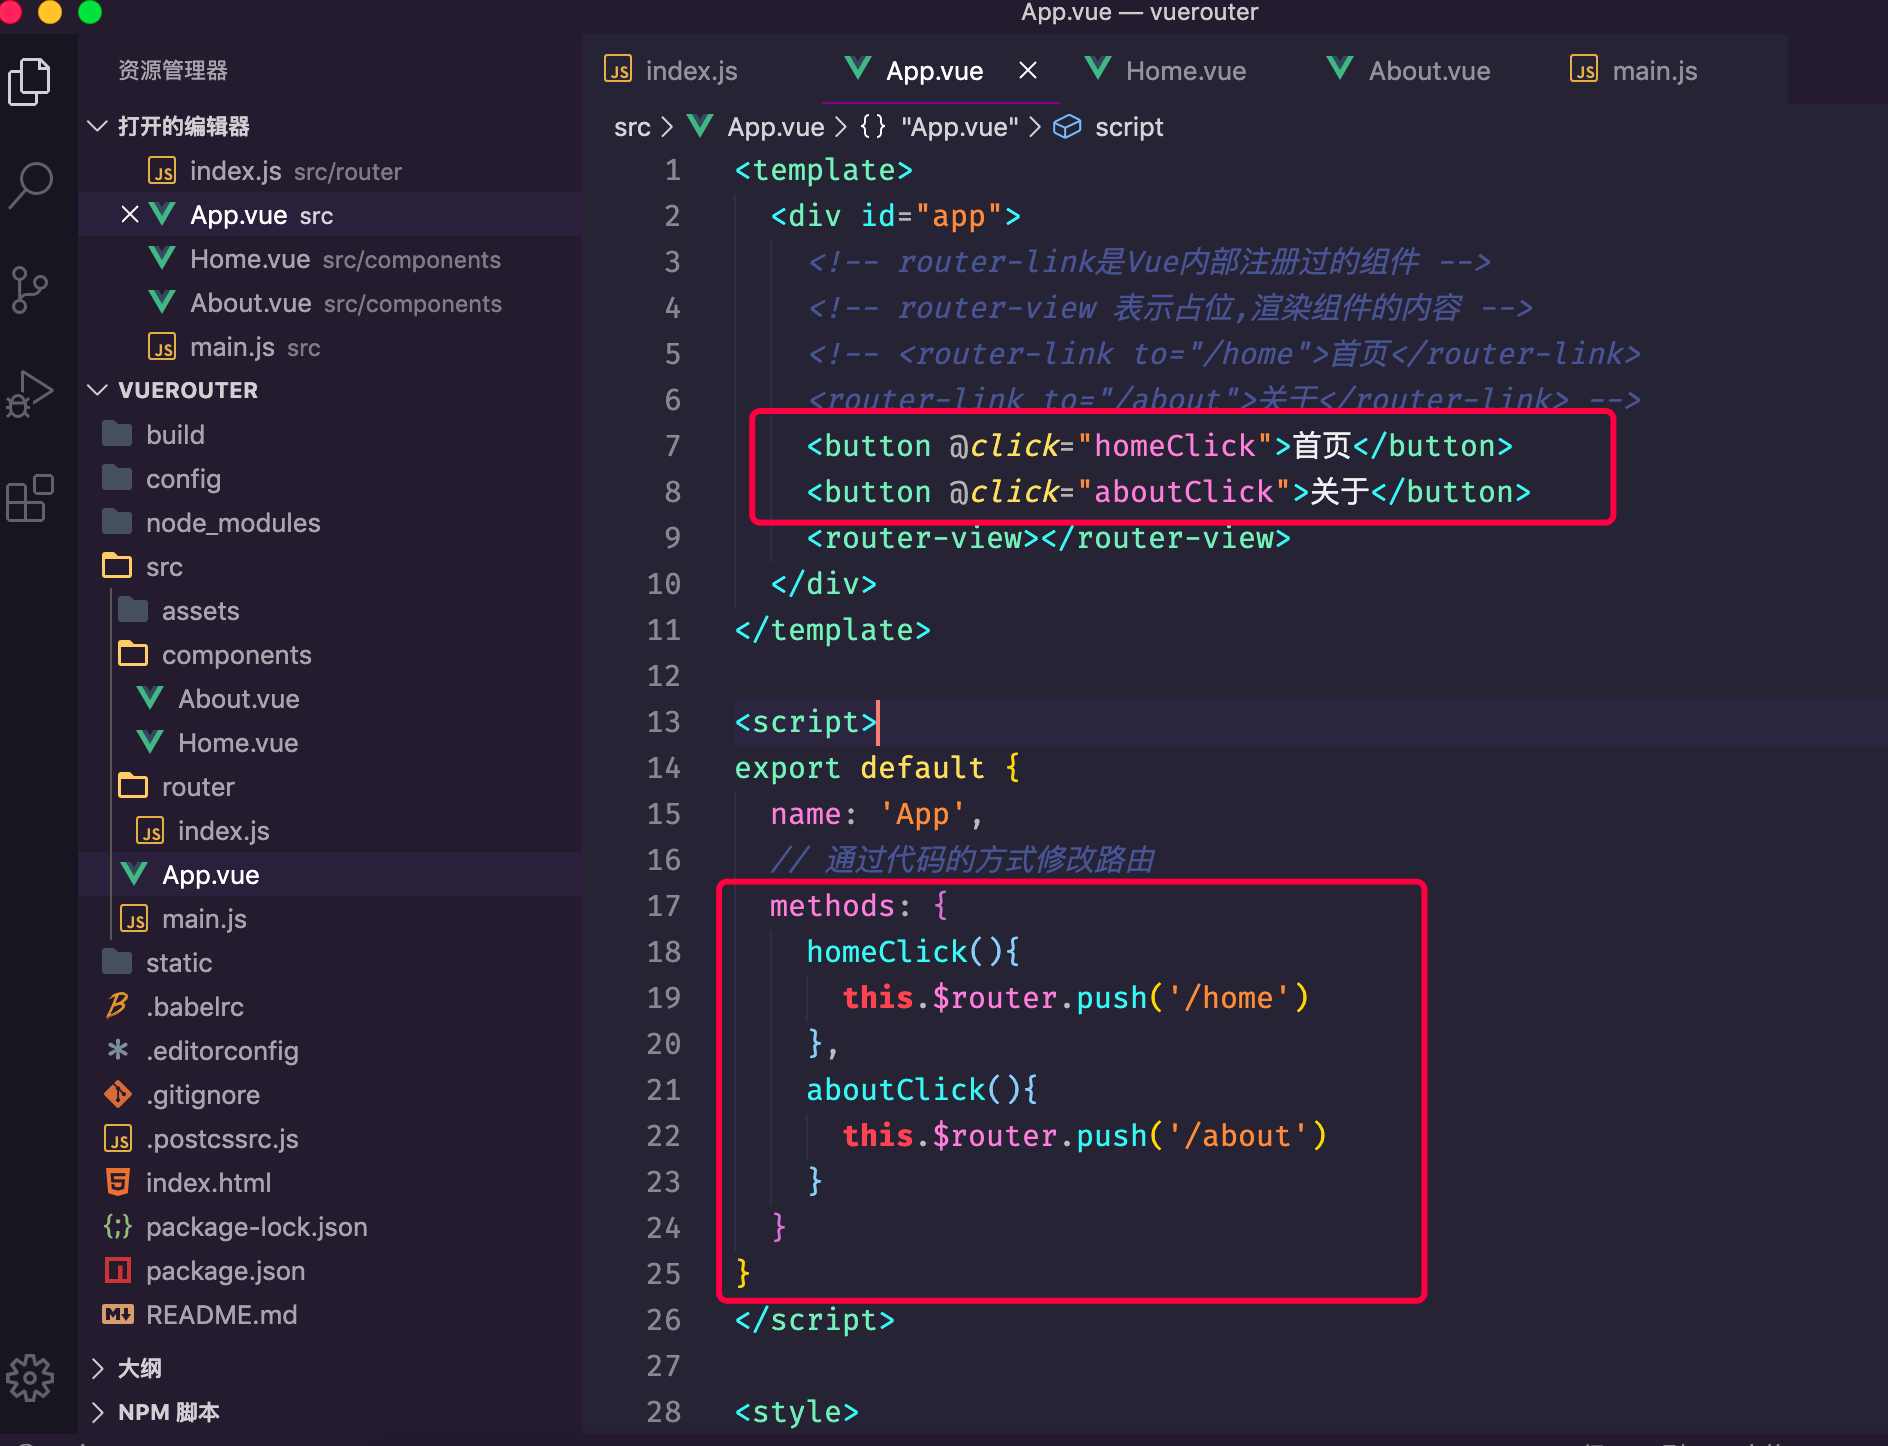 App.vue — vuerouter
资源管理器
打开的编辑器
index.js src/router
App.vue src
Home.vue src/components
About.vue src/components
main.js src
VUEROUTER
build
config
node_modules
src
assets
components
About.vue
Home.vue
router
index.js
App.vue
main.js
static
.babelrc
.editorconfig
.gitignore
.postcssrc.js
index.html
package-lock.json
package.json
README.md
大纲
NPM 脚本
index.js App.vue Home.vue About.vue main.js
src > App.vue > {} "App.vue" > script
1 <template>
2 <div id="app">
3 <!-- router-link是Vue内部注册过的组件 -->
4 <!-- router-view 表示占位,渲染组件的内容 -->
5 <!-- <router-link to="/home">首页</router-link>
6 <router-link to="/about">关于</router-link> -->
7 <button @click="homeClick">首页</button>
8 <button @click="aboutClick">关于</button>
9 <router-view></router-view>
10 </div>
11 </template>
12
13 <script>
14 export default {
15 name: 'App',
16 // 通过代码的方式修改路由
17 methods: {
18 homeClick(){
19 this.$router.push('/home')
20 },
21 aboutClick(){
22 this.$router.push('/about')
23 }
24 }
25 }
26 </script>
27
28 <style>